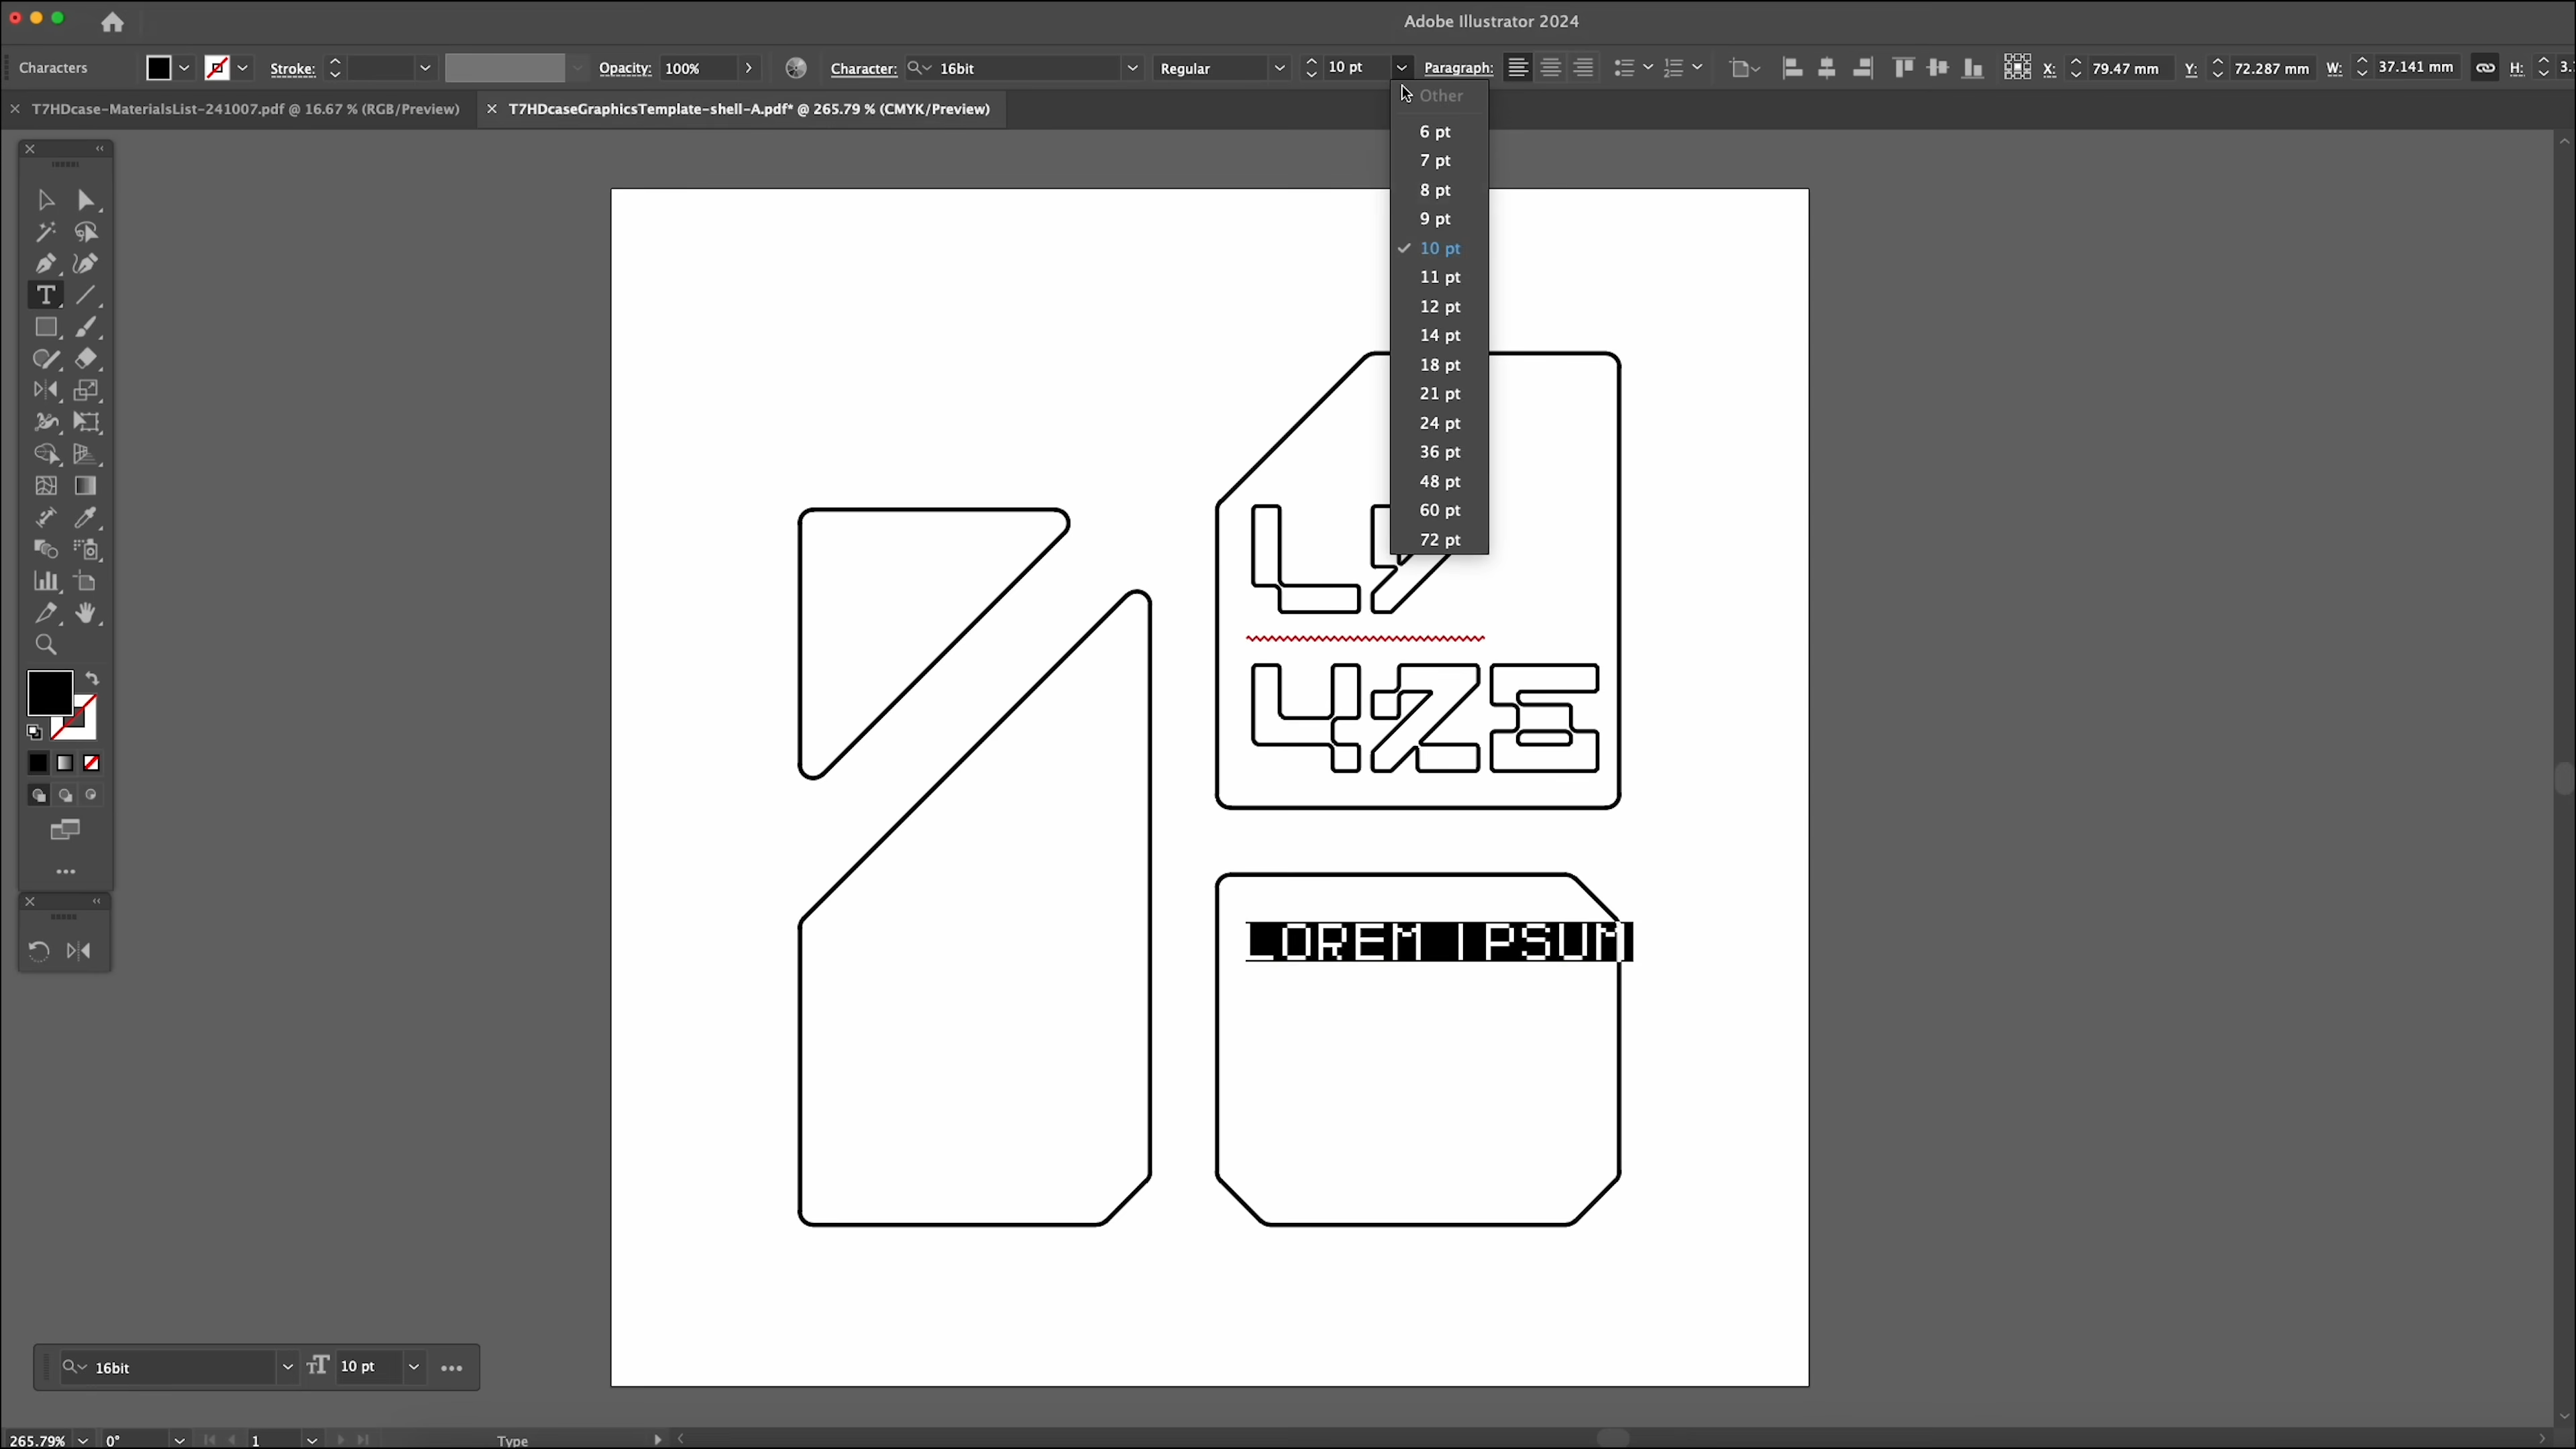 Adobe Illustrator 2024
Characters Stroke: Opacity: 100% Character: 16bit Regular 10 pt Paragraph: X: 79.47 mm Y: 72.287 mm W: 37.141 mm H: 3.
T7HDcase-MaterialsList-241007.pdf @ 16.67 % (RGB/Preview) T7HDcaseGraphicsTemplate-shell-A.pdf* @ 265.79 % (CMYK/Preview)
Other
6 pt
7 pt
8 pt
9 pt
10 pt
11 pt
12 pt
14 pt
18 pt
21 pt
24 pt
36 pt
48 pt
60 pt
72 pt
LOREM IPSUM
16bit 10 pt
265.79% 0° 1 Type